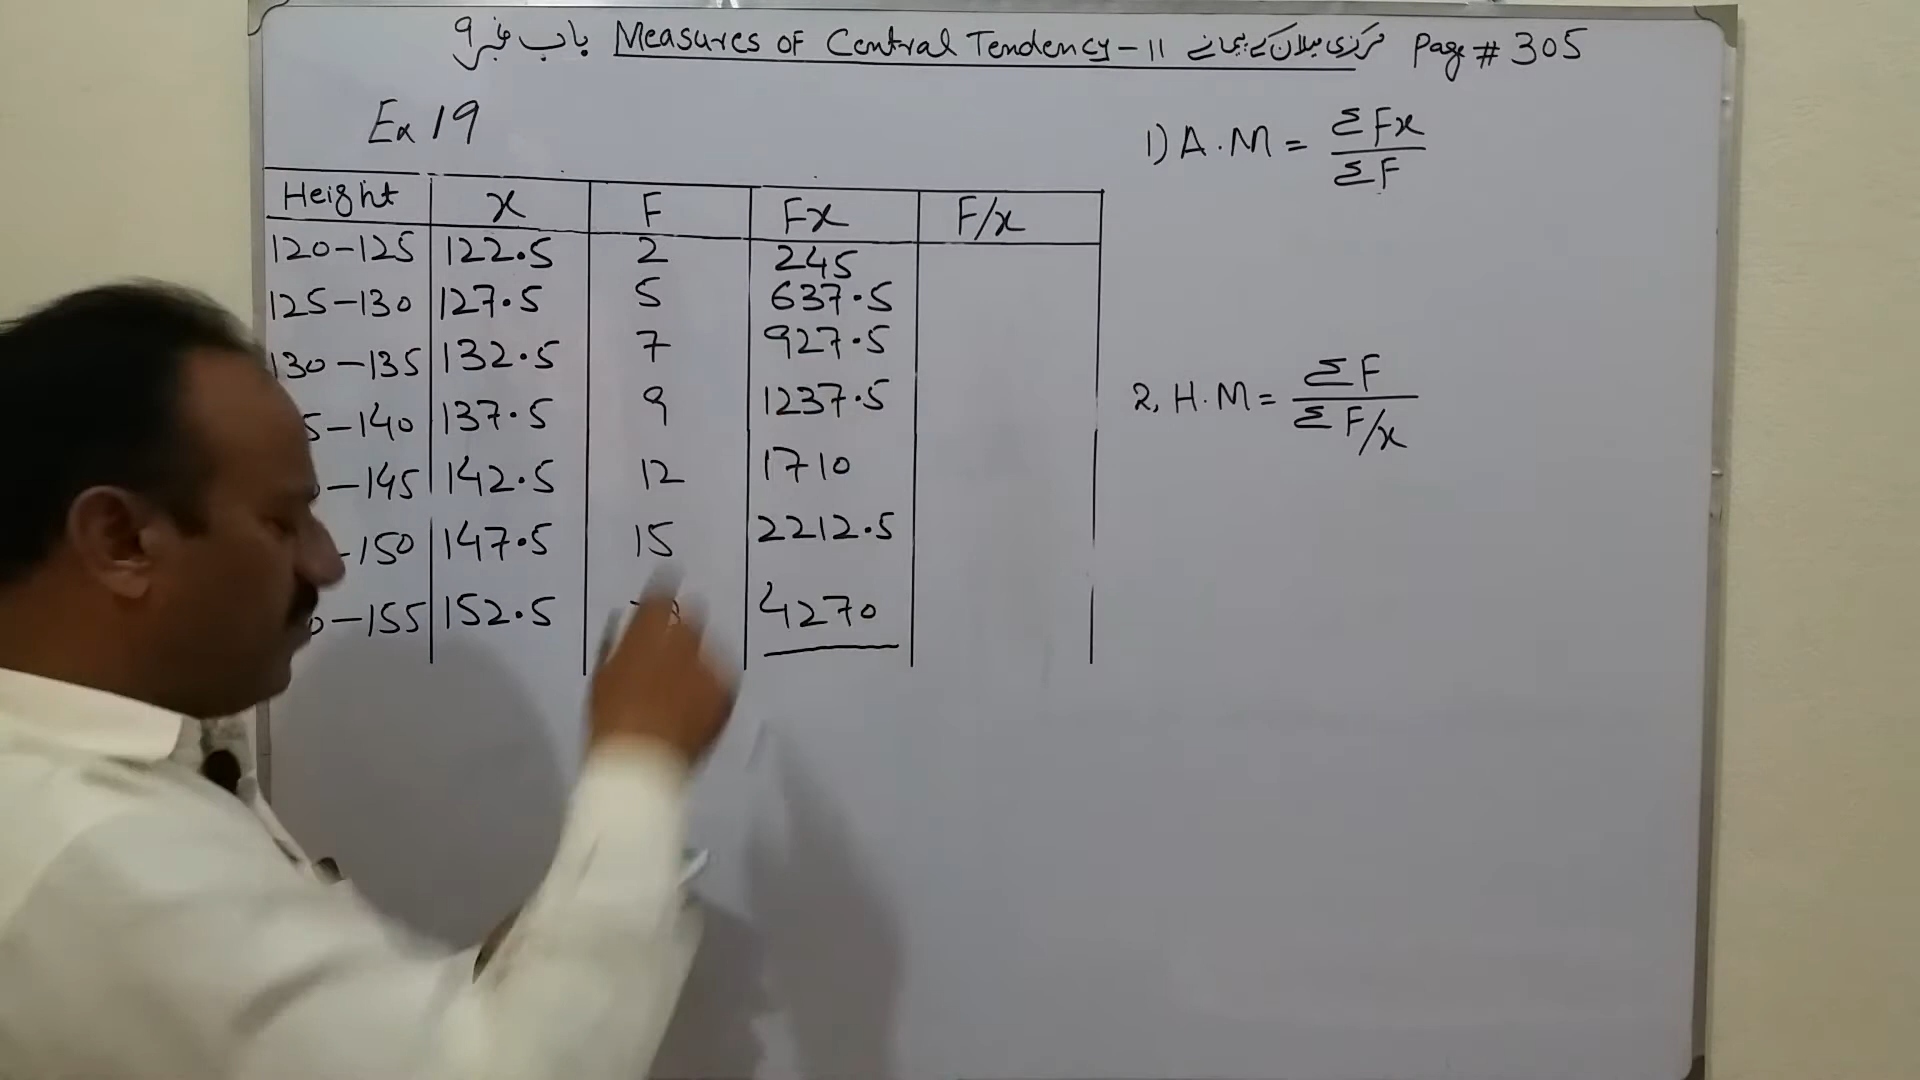 باب نمبر 9 Measures OF Central Tendency-11 مرکزی میلان کے پیمانے Page # 305
Ex 19
1) A.M = ΣFx / ΣF
Height x F Fx F/x
120-125 122.5 2 245
125-130 127.5 5 637.5
130-135 132.5 7 927.5
5-140 137.5 9 1237.5
2, H.M = ΣF / ΣF/x
-145 142.5 12 1710
-150 147.5 15 2212.5
0-155 152.5 4270